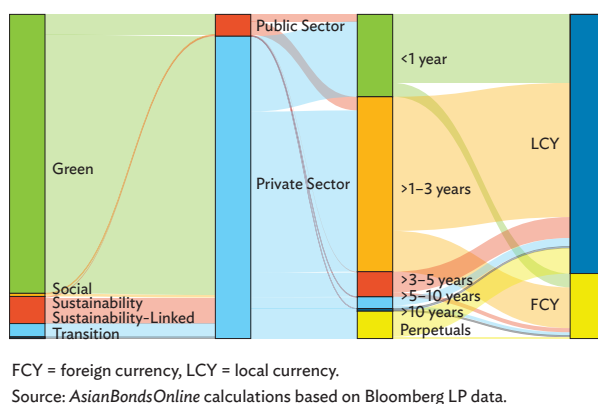 Green
Social
Sustainability
Sustainability-Linked
Transition
Public Sector
Private Sector
<1 year
>1–3 years
>3–5 years
>5–10 years
>10 years
Perpetuals
LCY
FCY
FCY = foreign currency, LCY = local currency.
Source: AsianBondsOnline calculations based on Bloomberg LP data.